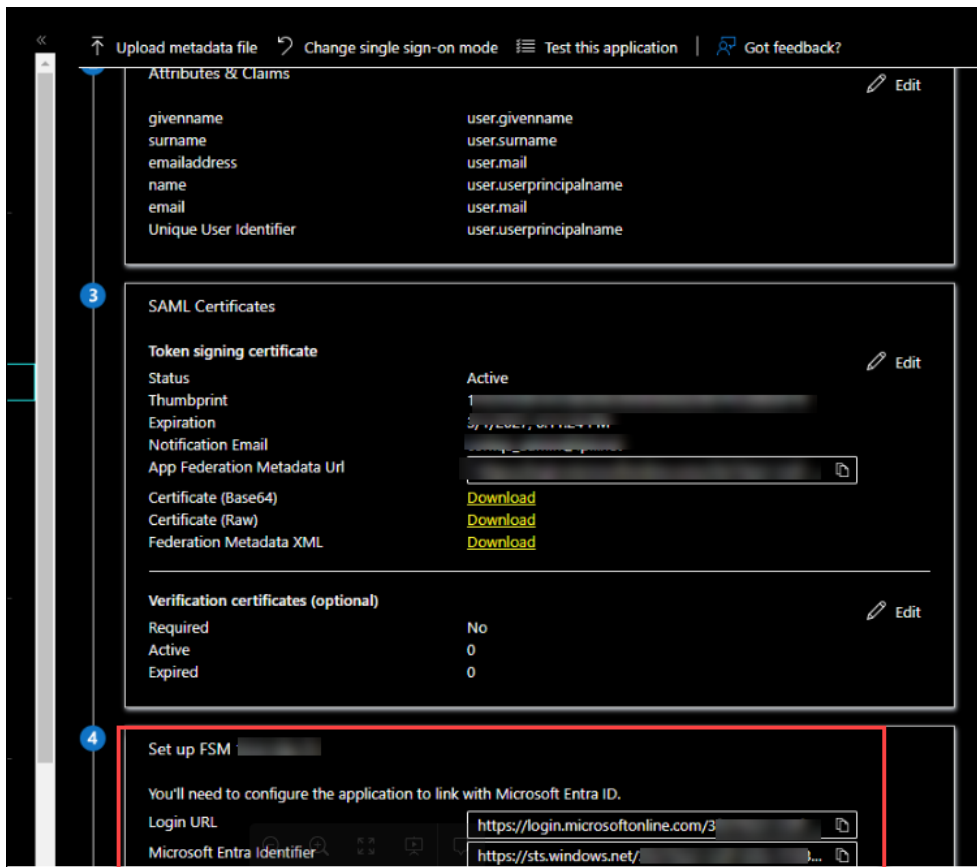 Upload metadata file Change single sign-on mode Test this application Got feedback?
Attributes & Claims
Edit
givenname user.givenname
surname user.surname
emailaddress user.mail
name user.userprincipalname
email user.mail
Unique User Identifier user.userprincipalname
3
SAML Certificates
Token signing certificate
Edit
Status Active
Thumbprint 1
Expiration
Notification Email
App Federation Metadata Url
Certificate (Base64) Download
Certificate (Raw) Download
Federation Metadata XML Download
Verification certificates (optional)
Edit
Required No
Active 0
Expired 0
4
Set up FSM
You'll need to configure the application to link with Microsoft Entra ID.
Login URL https://login.microsoftonline.com/3
Microsoft Entra Identifier https://sts.windows.net/